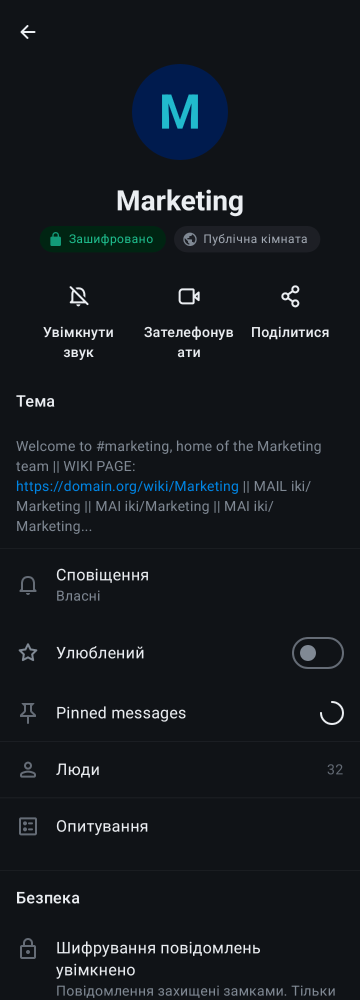 M
Marketing
Зашифровано
Публічна кімната
Увімкнути
звук
Зателефонув
ати
Поділитися
Тема
Welcome to #marketing, home of the Marketing
team || WIKI PAGE:
https://domain.org/wiki/Marketing || MAIL iki/
Marketing || MAI iki/Marketing || MAI iki/
Marketing...
Сповіщення
Власні
Улюблений
Pinned messages
Люди
32
Опитування
Безпека
Шифрування повідомлень
увімкнено
Повідомлення захищені замками. Тільки